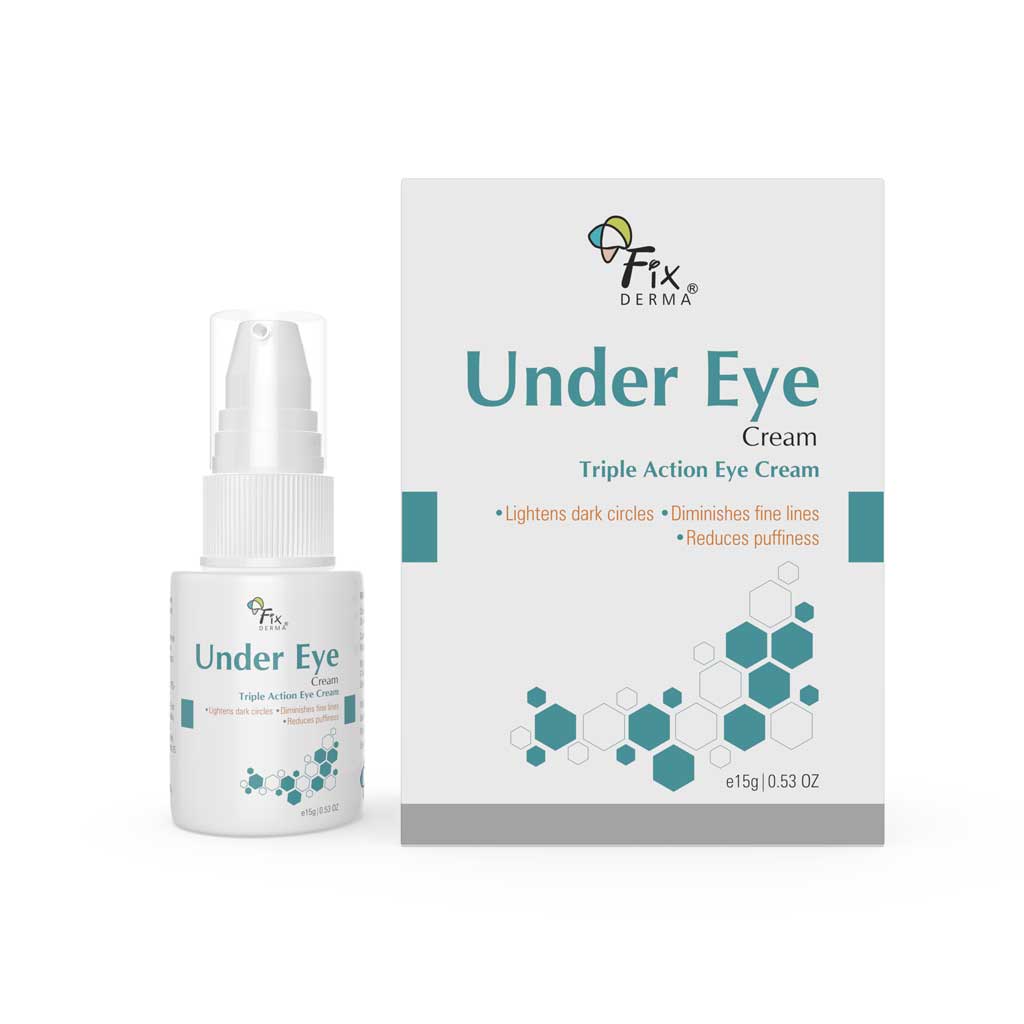 Fix
DERMA®
Under Eye
Cream
Triple Action Eye Cream
•Lightens dark circles •Diminishes fine lines
•Reduces puffiness
e15g|0.53 OZ
Fix
DERMA®
Under Eye
Cream
Triple Action Eye Cream
•Lightens dark circles •Diminishes fine lines
•Reduces puffiness
e15g|0.53 OZ